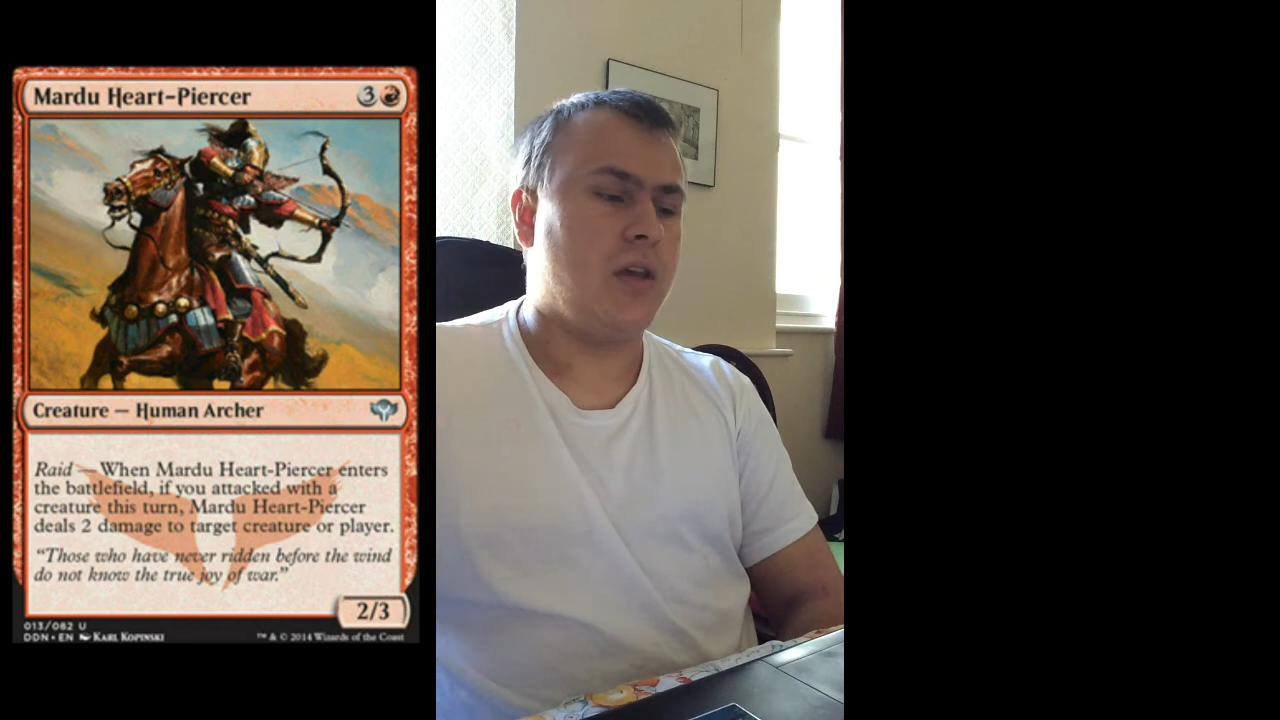 Mardu Heart-Piercer 3
Creature — Human Archer
Raid — When Mardu Heart-Piercer enters
the battlefield, if you attacked with a
creature this turn, Mardu Heart-Piercer
deals 2 damage to target creature or player.
“Those who have never ridden before the wind
do not know the true joy of war.”
2/3
013/082 U
DDN • EN Karl Kopinski
™ & © 2014 Wizards of the Coast